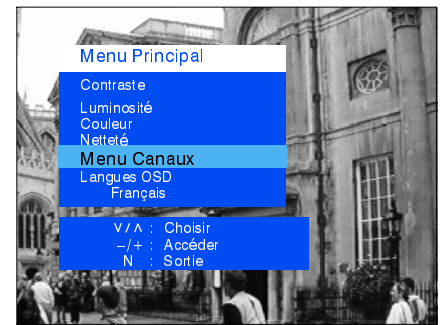 Menu Principal
Contraste
Luminosité
Couleur
Netteté
Menu Canaux
Langues OSD
Français
∨/∧ : Choisir
–/+ : Accéder
N : Sortie